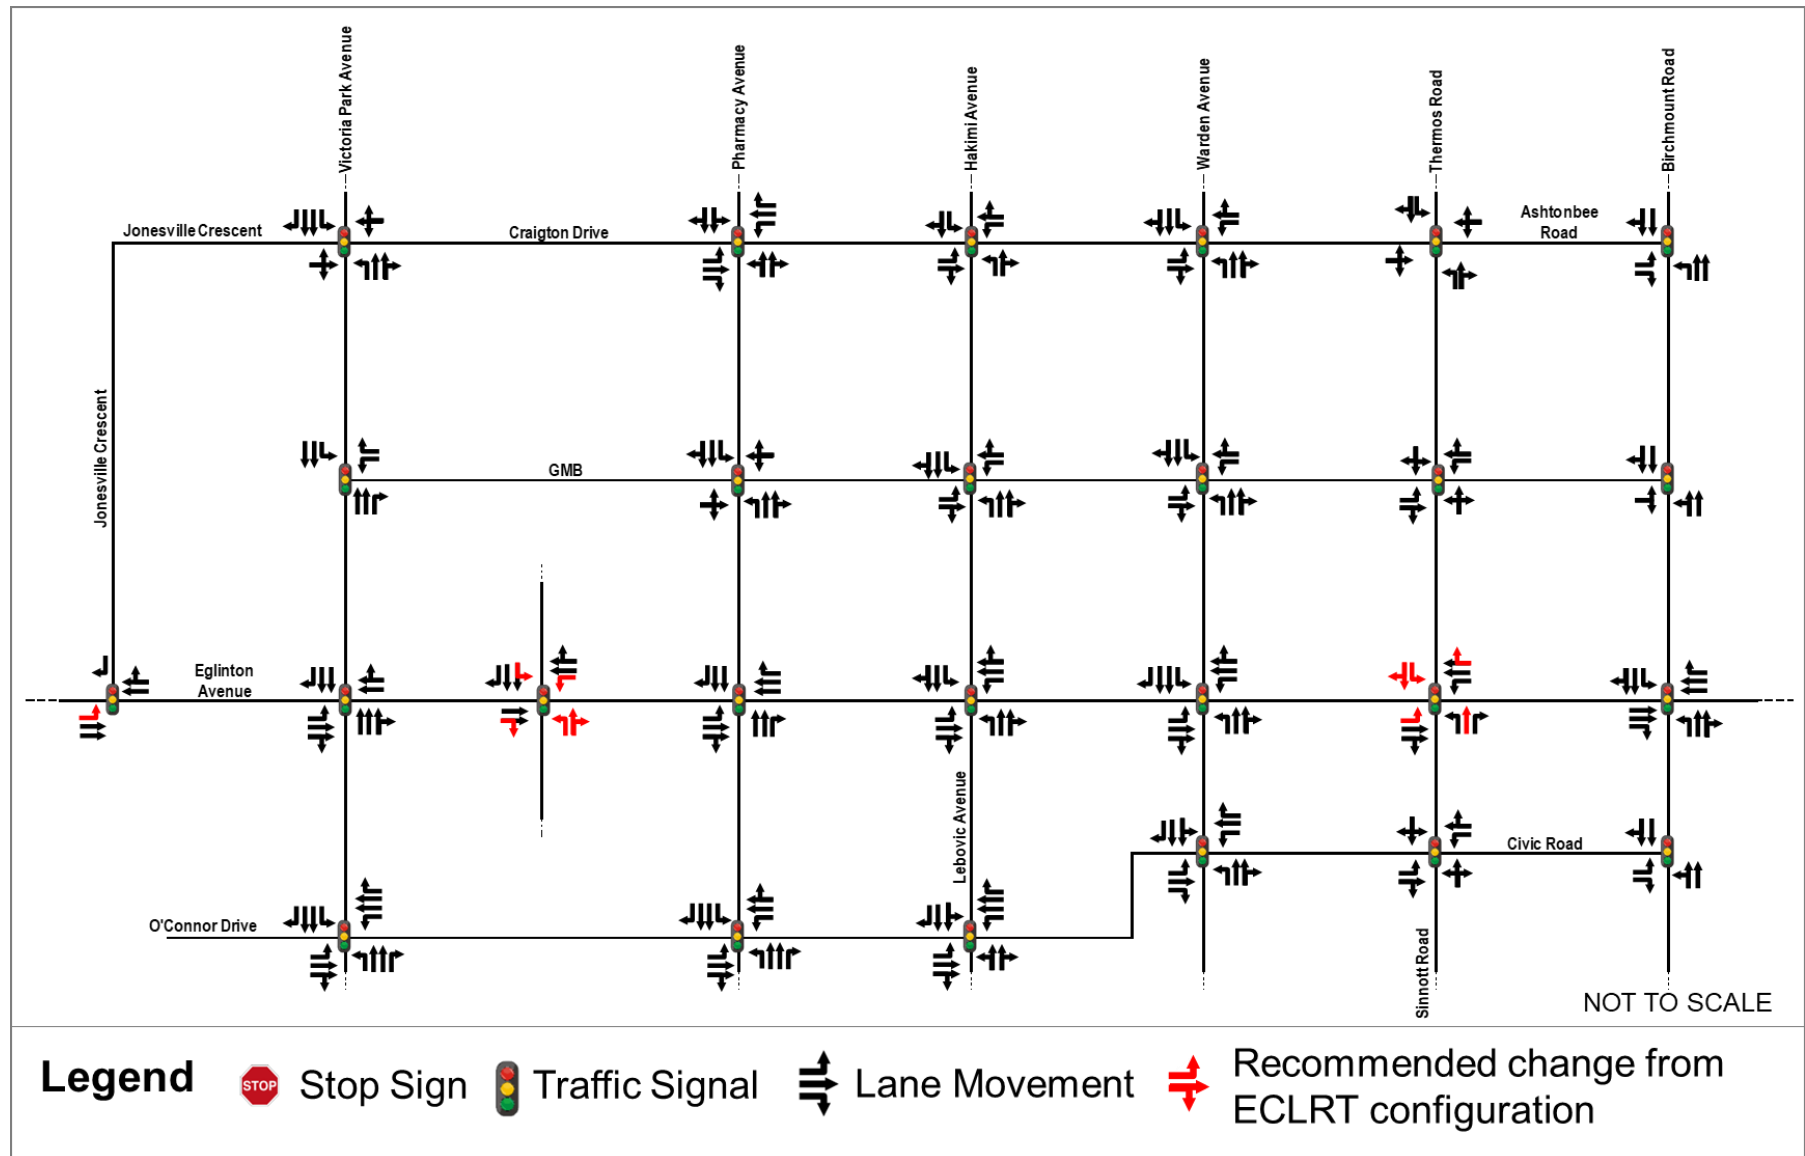 Victoria Park Avenue
Pharmacy Avenue
Hakimi Avenue
Warden Avenue
Thermos Road
Birchmount Road
Jonesville Crescent
Craigton Drive
Ashtonbee
Road
Jonesville Crescent
GMB
Eglinton
Avenue
Lebovic Avenue
Civic Road
O'Connor Drive
Sinnott Road
NOT TO SCALE
Legend
STOP
Stop Sign
Traffic Signal
Lane Movement
Recommended change from
ECLRT configuration